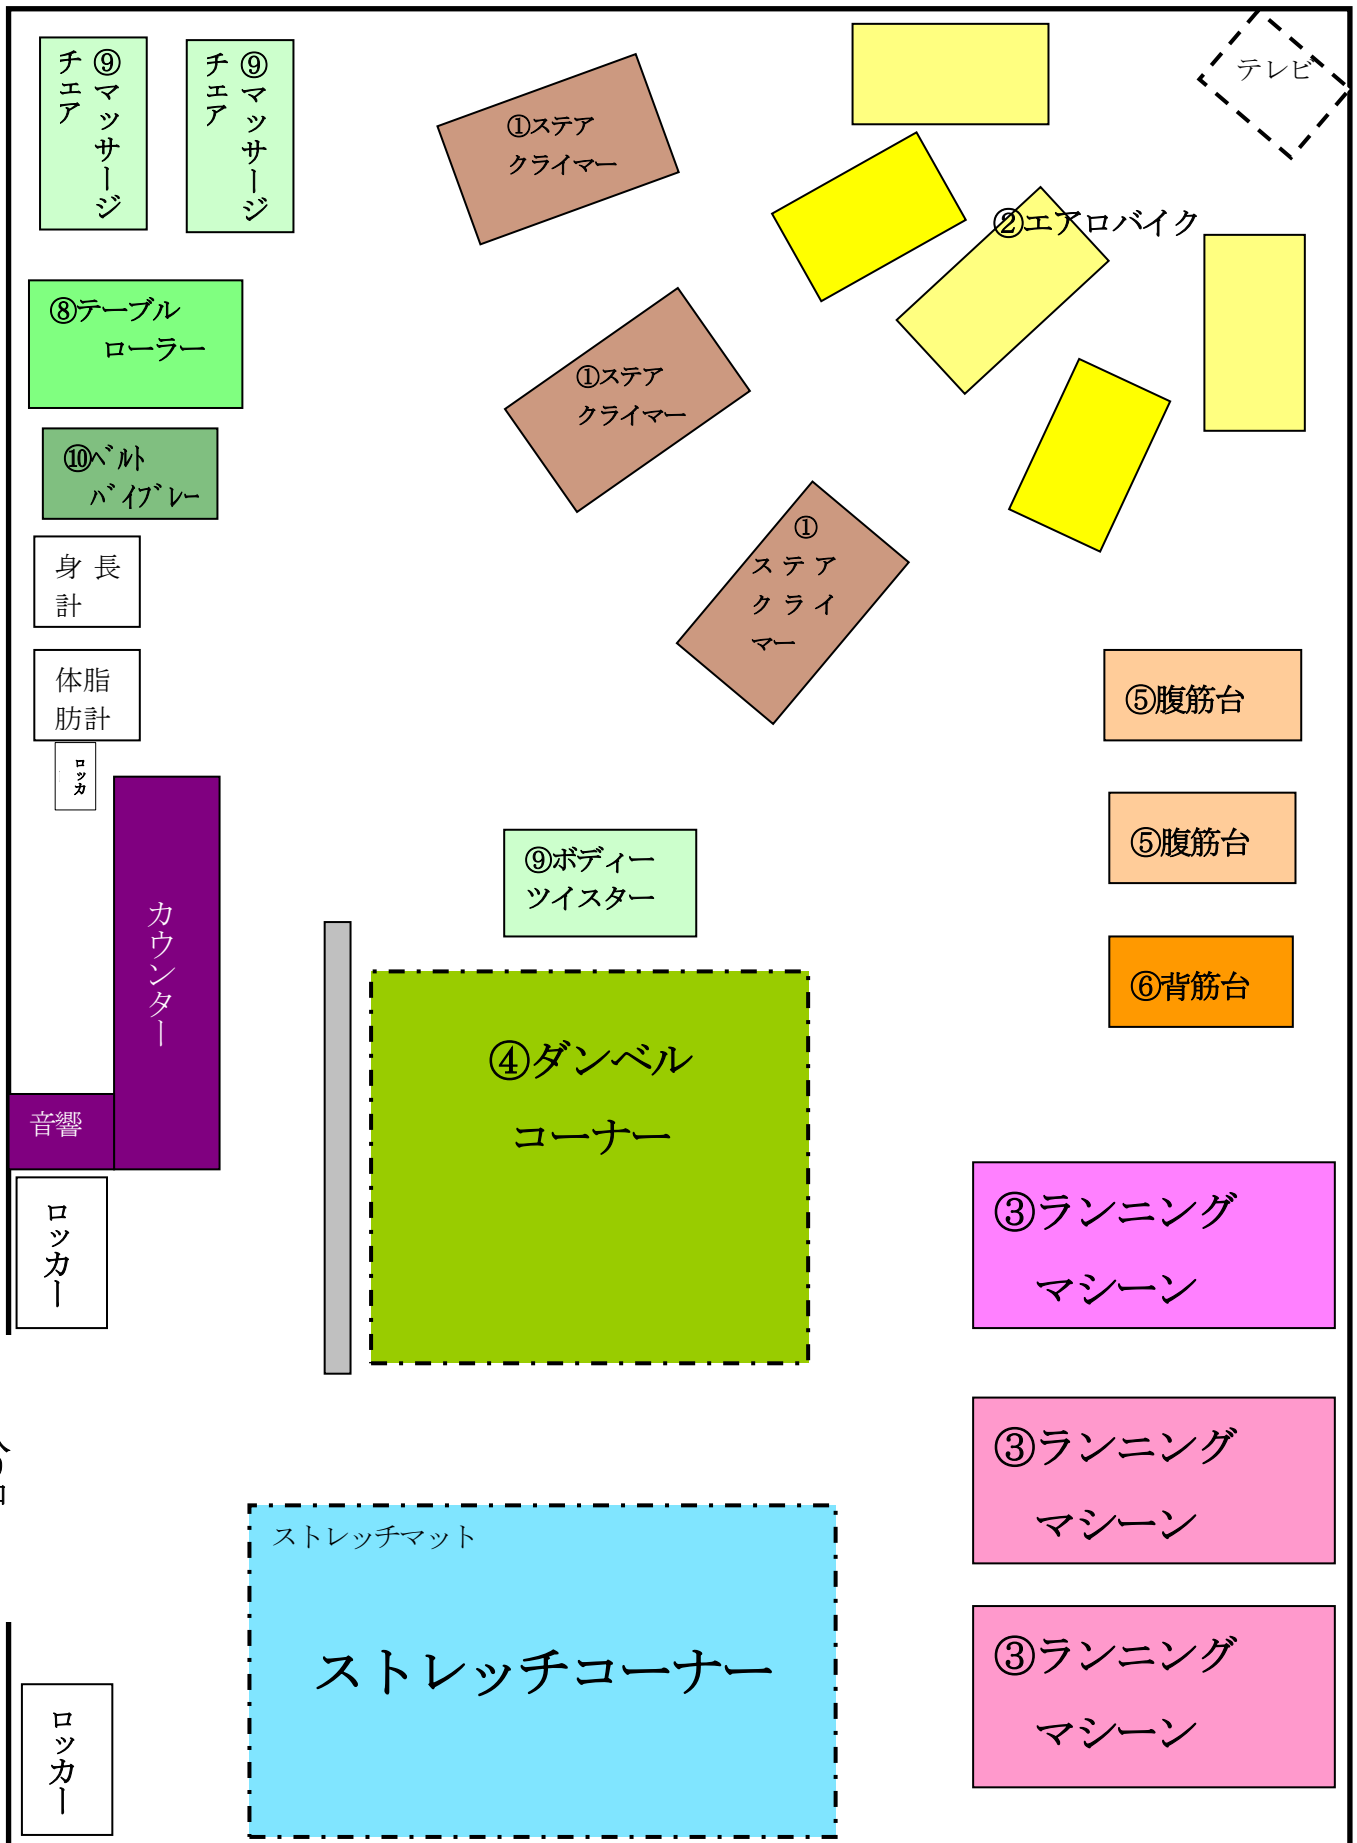 ⑨マッサージ
チェア
⑨マッサージ
チェア
①ステア
クライマー
テレビ
②エアロバイク
⑧テーブル
ローラー
①ステア
クライマー
⑩ベルト
バイブレー
①
ステア
クライ
マー
身長
計
体脂
肪計
⑤腹筋台
ロッカ
カウンター
⑨ボディー
ツイスター
⑤腹筋台
⑥背筋台
④ダンベル
コーナー
音響
ロッカー
③ランニング
マシーン
③ランニング
マシーン
ストレッチマット
ストレッチコーナー
③ランニング
マシーン
ロッカー